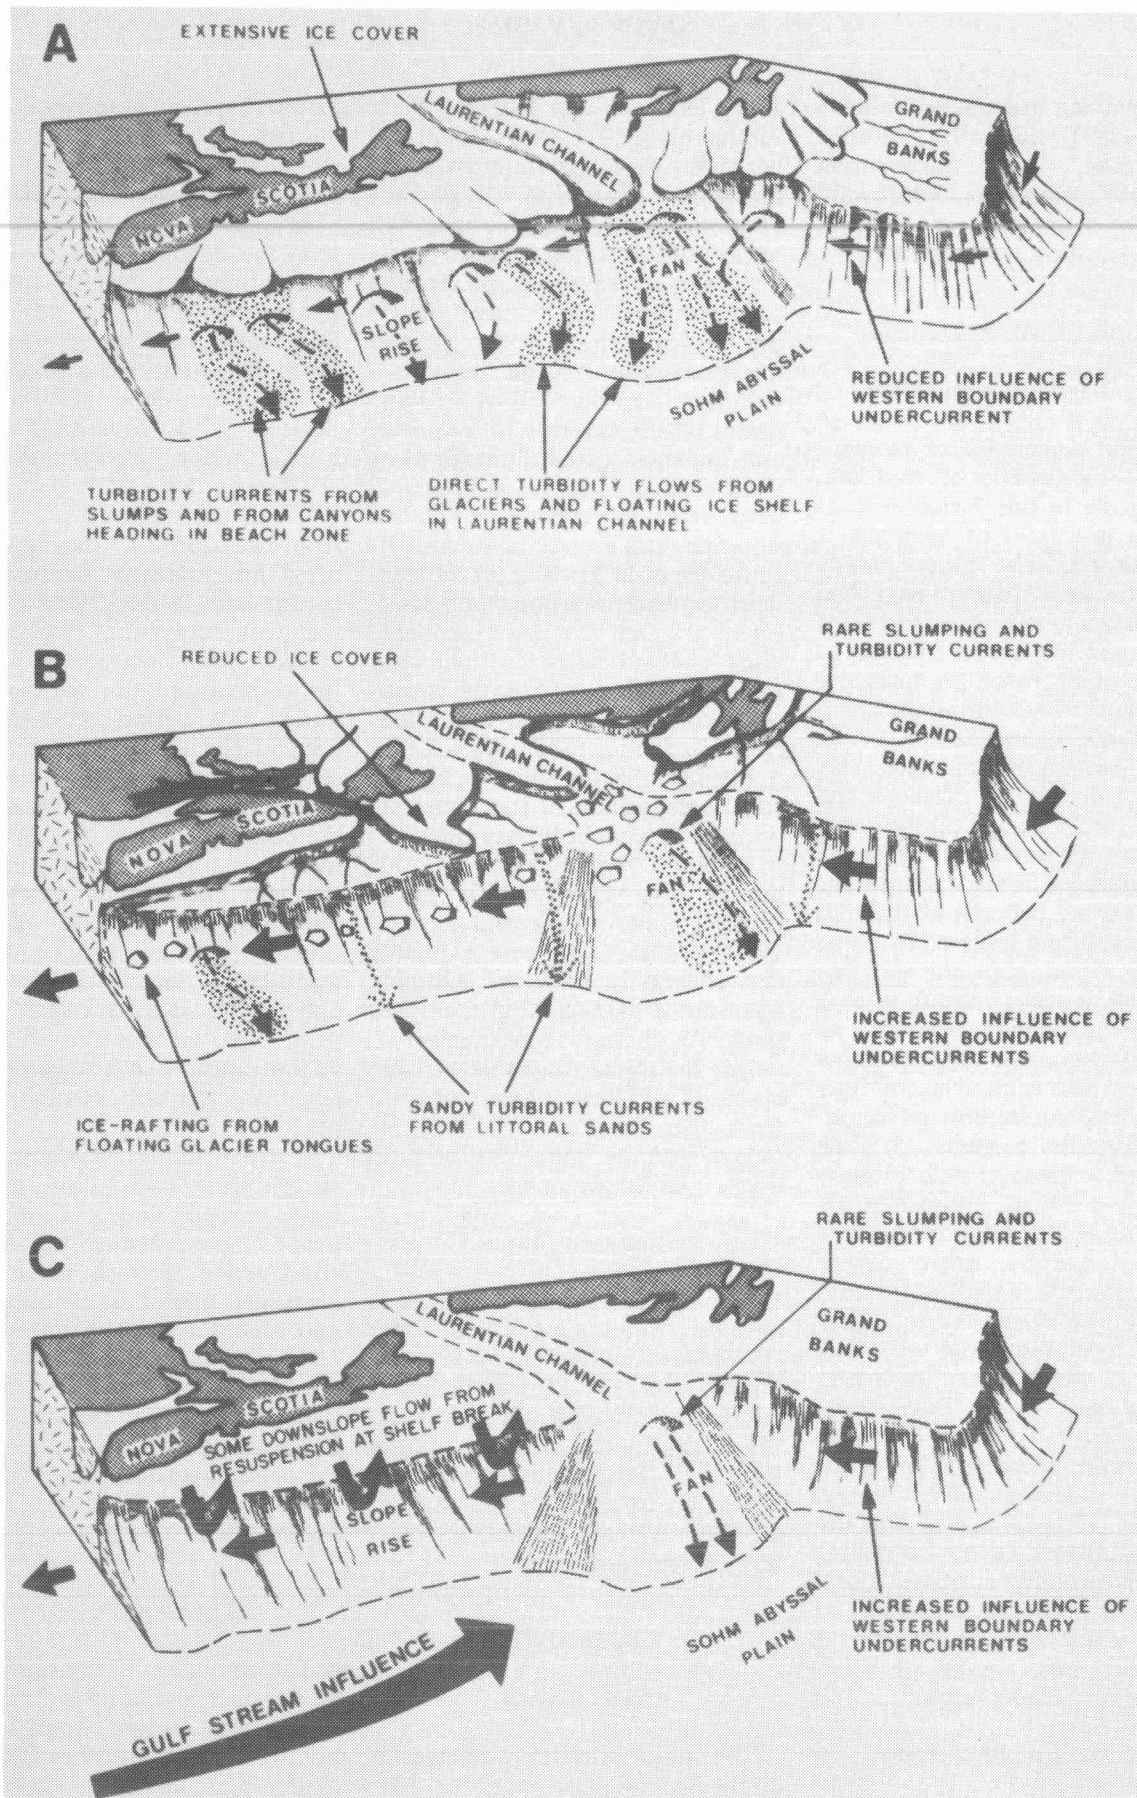 A
EXTENSIVE ICE COVER
LAURENTIAN CHANNEL
GRAND
BANKS
NOVA
SCOTIA
FAN
SLOPE
RISE
SOHM ABYSSAL
PLAIN
REDUCED INFLUENCE OF
WESTERN BOUNDARY
UNDERCURRENT
TURBIDITY CURRENTS FROM
SLUMPS AND FROM CANYONS
HEADING IN BEACH ZONE
DIRECT TURBIDITY FLOWS FROM
GLACIERS AND FLOATING ICE SHELF
IN LAURENTIAN CHANNEL
B
REDUCED ICE COVER
RARE SLUMPING AND
TURBIDITY CURRENTS
LAURENTIAN CHANNEL
GRAND
BANKS
NOVA
SCOTIA
FAN
INCREASED INFLUENCE OF
WESTERN BOUNDARY
UNDERCURRENTS
SANDY TURBIDITY CURRENTS
FROM LITTORAL SANDS
ICE-RAFTING FROM
FLOATING GLACIER TONGUES
C
RARE SLUMPING AND
TURBIDITY CURRENTS
LAURENTIAN CHANNEL
GRAND
BANKS
NOVA
SCOTIA
SOME DOWNSLOPE FLOW FROM
RESUSPENSION AT SHELF BREAK
FAN
SLOPE
RISE
SOHM ABYSSAL
PLAIN
INCREASED INFLUENCE OF
WESTERN BOUNDARY
UNDERCURRENTS
GULF STREAM INFLUENCE